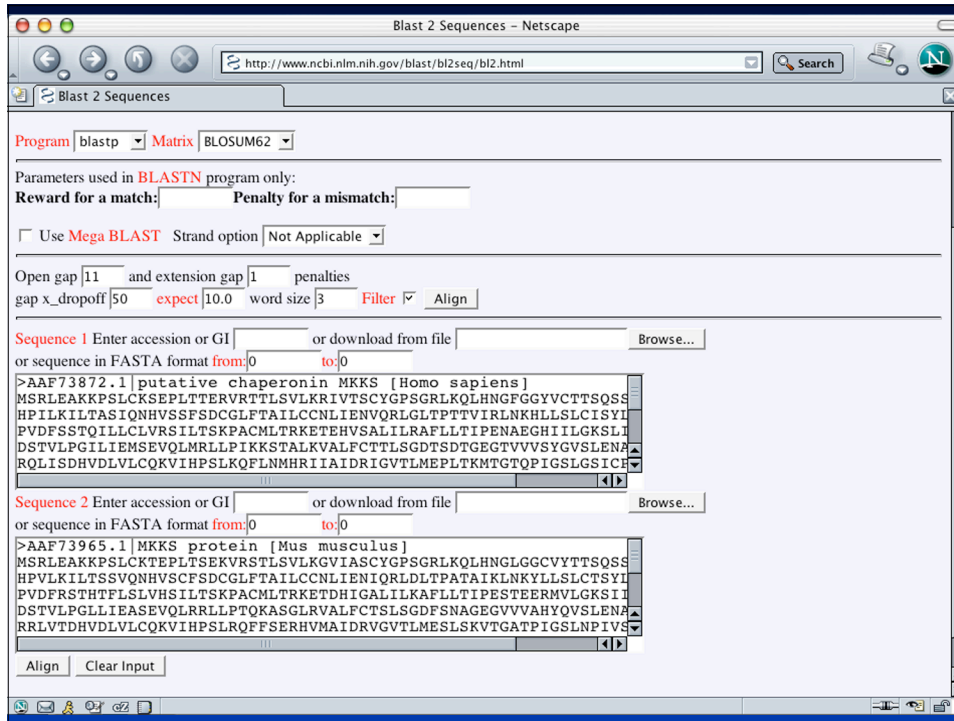 Blast 2 Sequences - Netscape
http://www.ncbi.nlm.nih.gov/blast/bl2seq/bl2.html Search N
Blast 2 Sequences
Program blastp Matrix BLOSUM62
Parameters used in BLASTN program only:
Reward for a match: Penalty for a mismatch:
Use Mega BLAST Strand option Not Applicable
Open gap 11 and extension gap 1 penalties
gap x_dropoff 50 expect 10.0 word size 3 Filter Align
Sequence 1 Enter accession or GI or download from file Browse...
or sequence in FASTA format from: 0 to: 0
>AAF73872.1|putative chaperonin MKKS [Homo sapiens]
MSRLEAKKPSLCKSEPLTTERVRTTLSVLKRIVTSCYGPSGRLKQLHNGFGGYVCTTSQSS
HPILKILTASIQNHVSSFSDCGLFTAILCCNLIENVQRLGLTPTTVIRLNKHLLSLCISYL
PVDFSSTQILLCLVRSILTSKPACMLTRKETEHVSALILRAFLLTIPENAEGHIILGKSLI
DSTVLPGILIEMSEVQLMRLLPIKKSTALKVALFCTTLSGDTSDTGEGTVVVSYGVSLENA
RQLISDHVDLVLCQKVIHPSLKQFLNMHRIIAIDRIGVTLMEPLTKMTGTQPIGSLGSICP
Sequence 2 Enter accession or GI or download from file Browse...
or sequence in FASTA format from: 0 to: 0
>AAF73965.1|MKKS protein [Mus musculus]
MSRLEAKKPSLCKTEPLTSEKVRSTLSVLKGVIASCYGPSGRLKQLHNGLGGCVYTTSQSS
HPVLKILTSSVQNHVSCFSDCGLFTAILCCNLIENIQRLDLTPATAIKLNKYLLSLCTSYL
PVDFRSTHTFLSLVHSILTSKPACMLTRKETDHIGALILKAFLLTIPESTEERMVLGKSII
DSTVLPGLLIEASEVQLRRLLPTQKASGLRVALFCTSLSGDFSNAGEGVVVAHYQVSLENA
RRLVTDHVDLVLCQKVIHPSLRQFFSERHVMAIDRVGVTLMESLSKVTGATPIGSLNPIVS
Align Clear Input